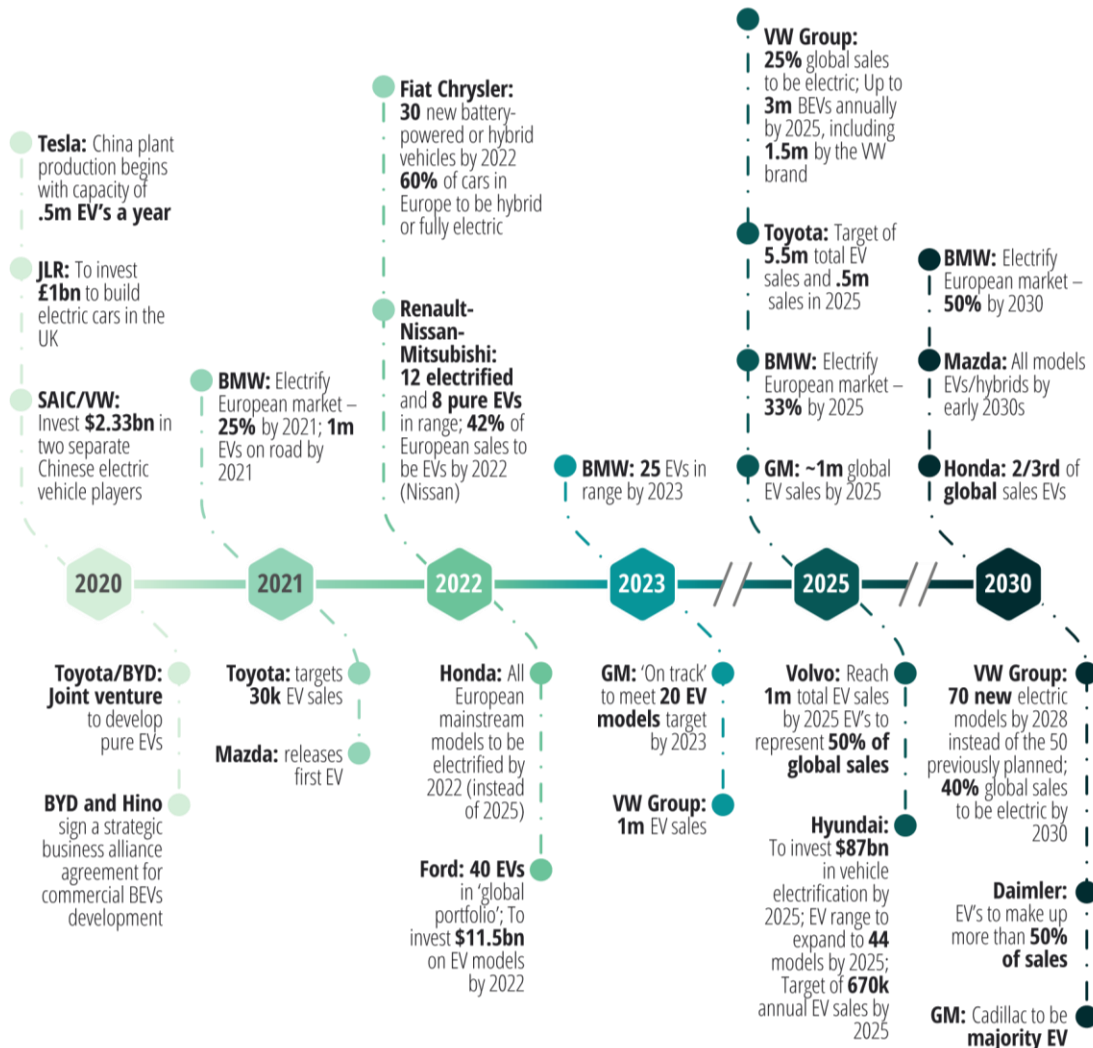 Tesla: China plant
production begins
with capacity of
.5m EV's a year
JLR: To invest
£1bn to build
electric cars in the
UK
SAIC/VW:
Invest $2.33bn in
two separate
Chinese electric
vehicle players
BMW: Electrify
European market –
25% by 2021; 1m
EVs on road by
2021
Fiat Chrysler:
30 new battery-
powered or hybrid
vehicles by 2022
60% of cars in
Europe to be hybrid
or fully electric
Renault-
Nissan-
Mitsubishi:
12 electrified
and 8 pure EVs
in range; 42% of
European sales to
be EVs by 2022
(Nissan)
BMW: 25 EVs in
range by 2023
VW Group:
25% global sales
to be electric; Up to
3m BEVs annually
by 2025, including
1.5m by the VW
brand
Toyota: Target of
5.5m total EV
sales and .5m
sales in 2025
BMW: Electrify
European market –
33% by 2025
GM: ~1m global
EV sales by 2025
BMW: Electrify
European market –
50% by 2030
Mazda: All models
EVs/hybrids by
early 2030s
Honda: 2/3rd of
global sales EVs
2020
2021
2022
2023
2025
2030
Toyota/BYD:
Joint venture
to develop
pure EVs
BYD and Hino
sign a strategic
business alliance
agreement for
commercial BEVs
development
Toyota: targets
30k EV sales
Mazda: releases
first EV
Honda: All
European
mainstream
models to be
electrified by
2022 (instead
of 2025)
Ford: 40 EVs
in ‘global
portfolio’; To
invest $11.5bn
on EV models
by 2022
GM: ‘On track’
to meet 20 EV
models target
by 2023
VW Group:
1m EV sales
Volvo: Reach
1m total EV sales
by 2025 EV's to
represent 50% of
global sales
Hyundai:
To invest $87bn
in vehicle
electrification by
2025; EV range to
expand to 44
models by 2025;
Target of 670k
annual EV sales by
2025
VW Group:
70 new electric
models by 2028
instead of the 50
previously planned;
40% global sales
to be electric by
2030
Daimler:
EV's to make up
more than 50%
of sales
GM: Cadillac to be
majority EV